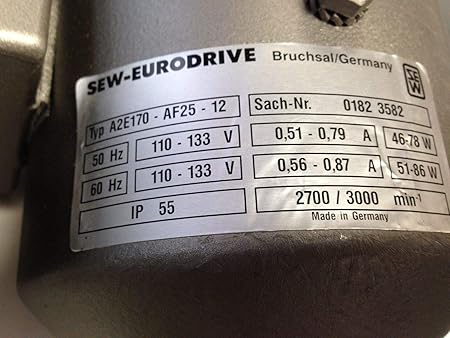 SEW-EURODRIVE Bruchsal/Germany SEW
Typ A2E170 - AF25 - 12 Sach-Nr. 0182 3582
50 Hz 110 - 133 V 0,51 - 0,79 A 46-78 W
60 Hz 110 - 133 V 0,56 - 0,87 A 51-86 W
IP 55 2700 / 3000 min-1
Made in Germany